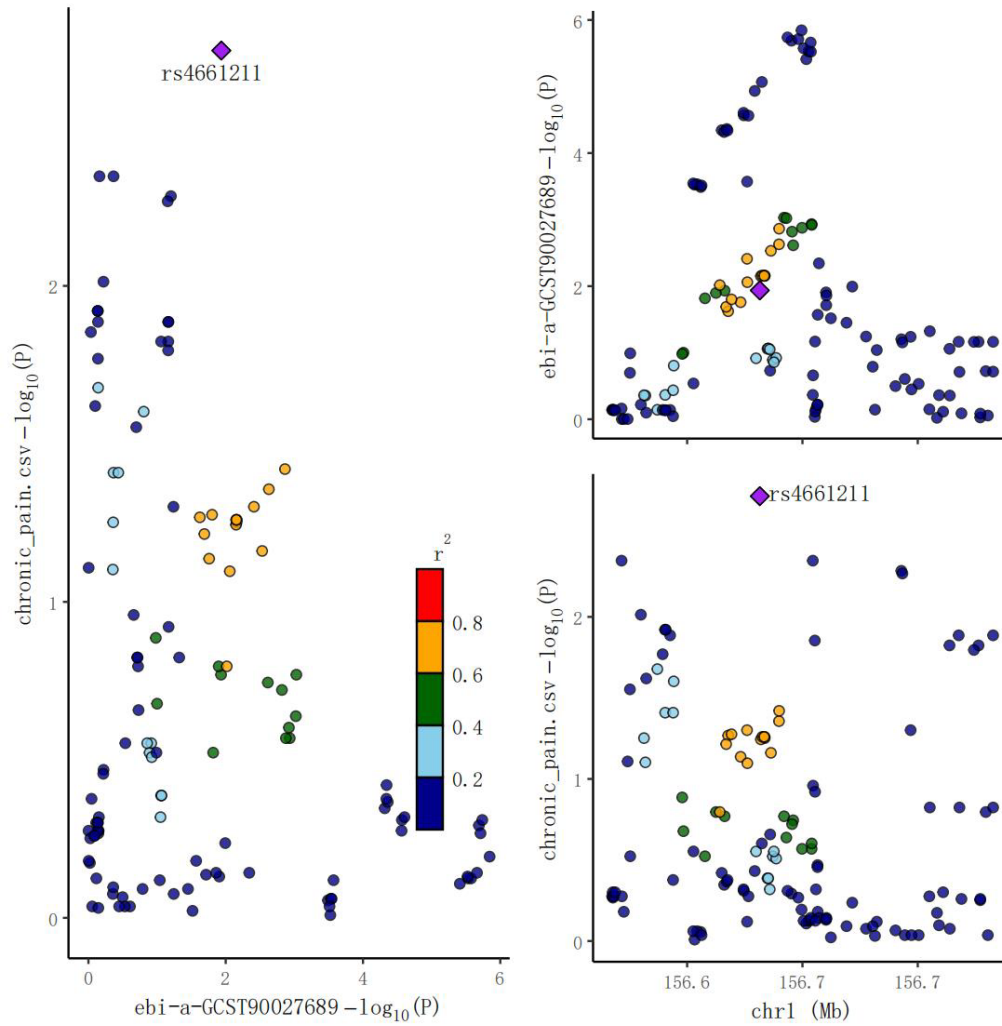 rs4661211
chronic_pain.csv −log10(P)
2
1
0
r2
0.8
0.6
0.4
0.2
0
2
4
6
ebi-a-GCST90027689 −log10(P)
ebi-a-GCST90027689 −log10(P)
6
4
2
0
rs4661211
chronic_pain.csv −log10(P)
2
1
0
156.6
156.7
156.7
chr1 (Mb)